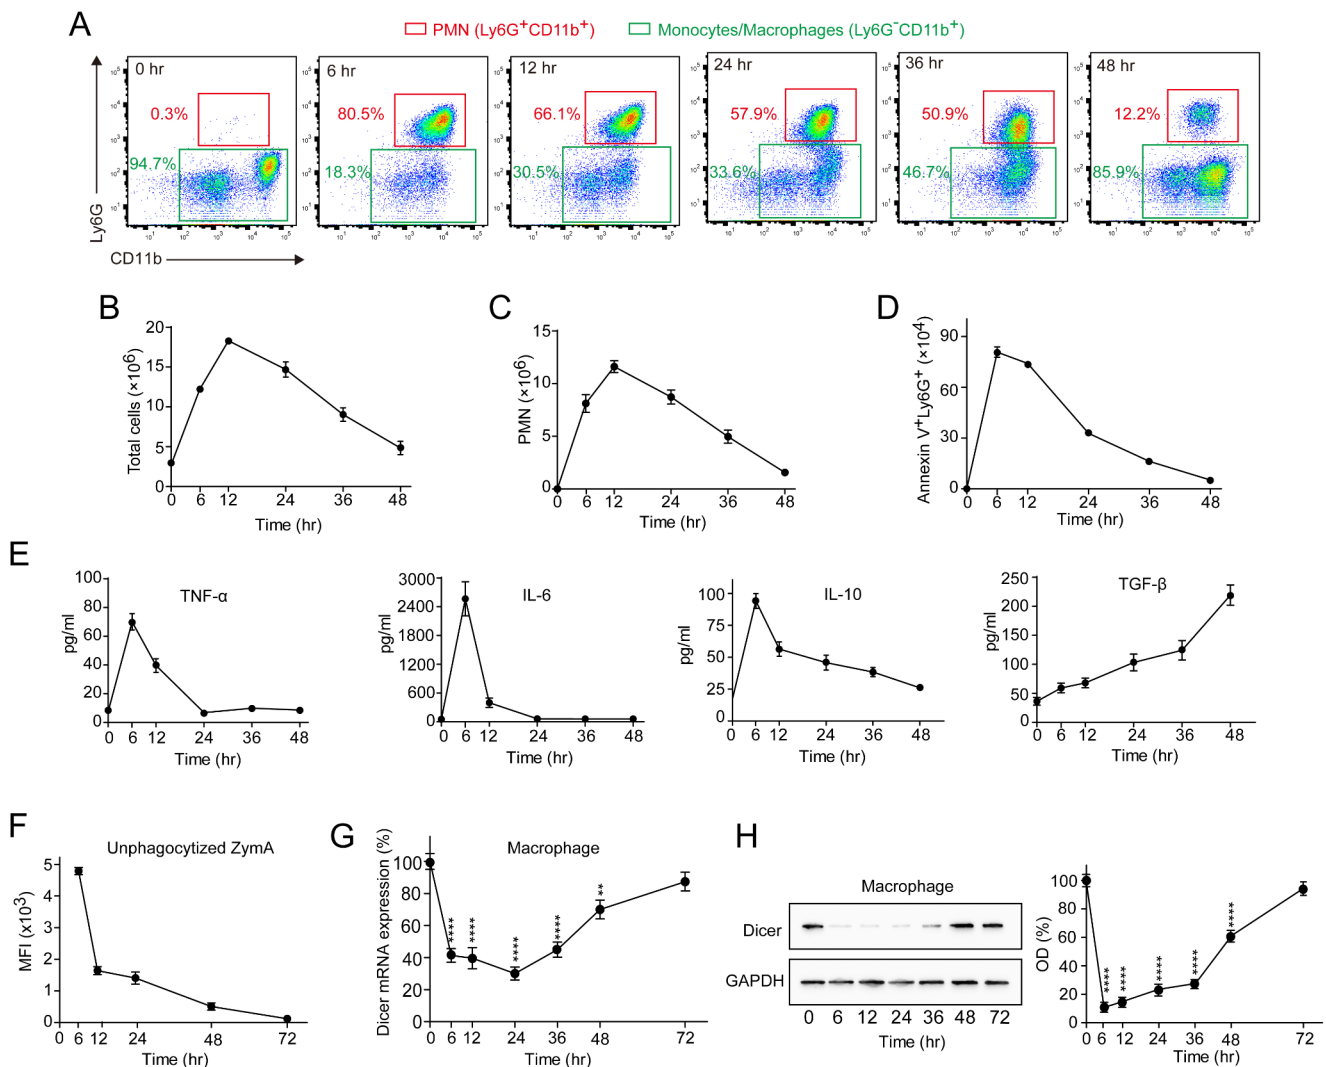 A
PMN (Ly6G+CD11b+) Monocytes/Macrophages (Ly6G-CD11b+)
0 hr 6 hr 12 hr 24 hr 36 hr 48 hr
0.3% 80.5% 66.1% 57.9% 50.9% 12.2%
94.7% 18.3% 30.5% 33.6% 46.7% 85.9%
Ly6G
CD11b
B
Total cells (×10^6)
20
15
10
5
0
0 6 12 24 36 48
Time (hr)
C
PMN (×10^6)
15
10
5
0
0 6 12 24 36 48
Time (hr)
D
Annexin V+Ly6G+ (×10^4)
90
60
30
0
0 6 12 24 36 48
Time (hr)
E
TNF-α
pg/ml
100
80
60
40
20
0
0 6 12 24 36 48
Time (hr)
IL-6
pg/ml
3000
2400
1800
1200
600
0
0 6 12 24 36 48
Time (hr)
IL-10
pg/ml
100
75
50
25
0
0 6 12 24 36 48
Time (hr)
TGF-β
pg/ml
250
200
150
100
50
0
0 6 12 24 36 48
Time (hr)
F
Unphagocytized ZymA
MFI (x10^3)
5
4
3
2
1
0
0 6 12 24 48 72
Time (hr)
G
Macrophage
Dicer mRNA expression (%)
100
80
60
40
20
0
**** **** **** **** **
0 6 12 24 36 48 72
Time (hr)
H
Macrophage
Dicer
GAPDH
0 6 12 24 36 48 72
Time (hr)
OD (%)
100
80
60
40
20
0
**** **** **** **** ****
0 6 12 24 36 48 72
Time (hr)